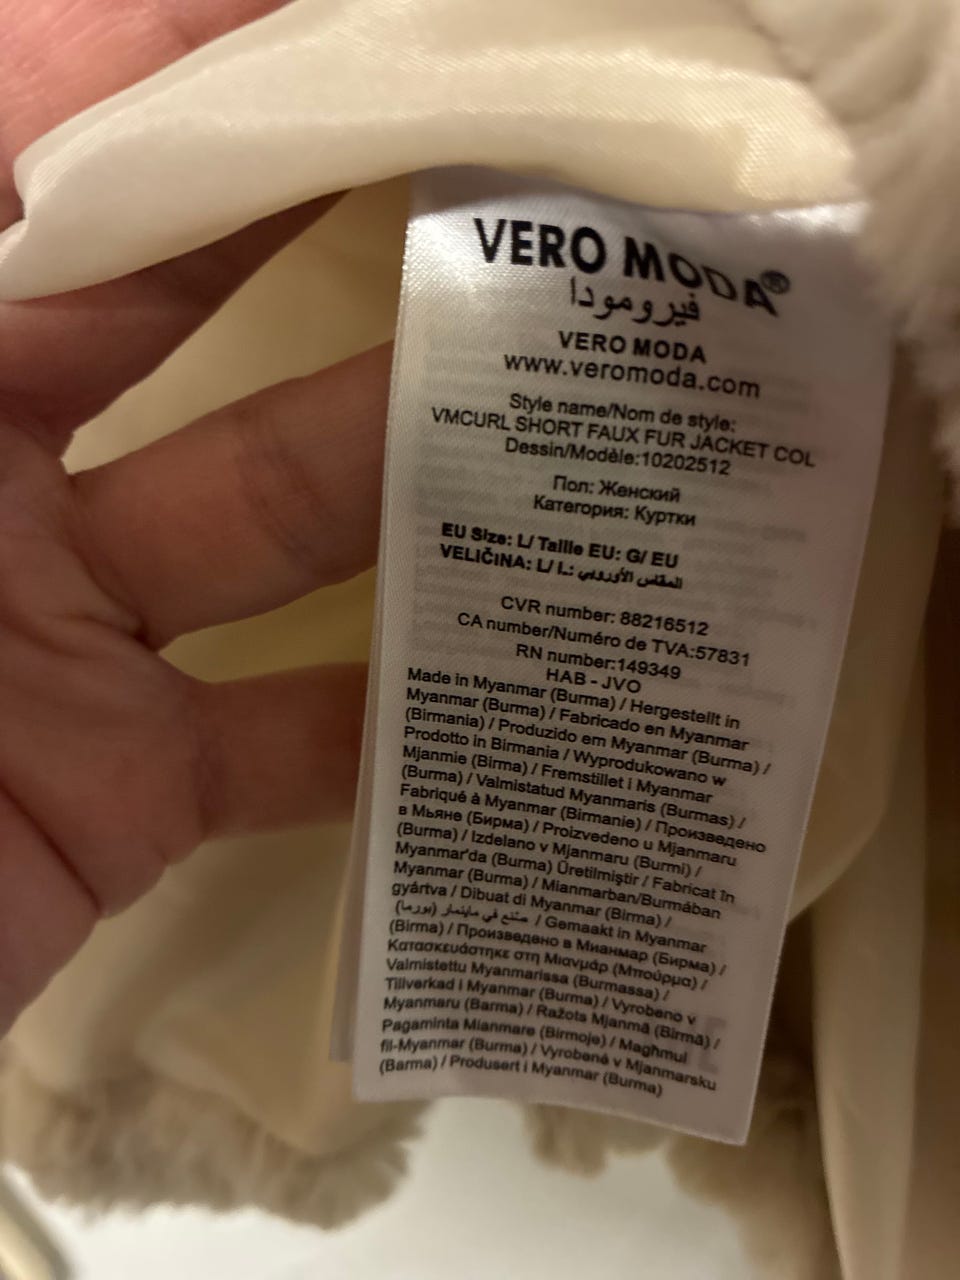 VERO MODA®
فيرومودا
VERO MODA
www.veromoda.com
Style name/Nom de style:
VMCURL SHORT FAUX FUR JACKET COL
Dessin/Modèle:10202512
Пол: Женский
Категория: Куртки
EU Size: L/ Taille EU: G/ EU
VELIČINA: L/ L: المقاس الأوروبي
CVR number: 88216512
CA number/Numéro de TVA:57831
RN number:149349
HAB - JVO
Made in Myanmar (Burma) / Hergestellt in
Myanmar (Burma) / Fabricado en Myanmar
(Birmania) / Produzido em Myanmar (Burma) /
Prodotto in Birmania / Wyprodukowano w
Mjanmie (Birma) / Fremstillet i Myanmar
(Burma) / Valmistatud Myanmaris (Burmas) /
Fabriqué à Myanmar (Birmanie) / Произведено
в Мьяне (Бирма) / Proizvedeno u Mjanmaru
(Burma) / Izdelano v Mjanmaru (Burmi) /
Myanmar'da (Burma) Üretilmiştir / Fabricat în
Myanmar (Burma) / Mianmarban/Burmában
gyártva / Dibuat di Myanmar (Birma) /
صنع في ماينمار (بورما) / Gemaakt in Myanmar
(Birma) / Произведено в Мианмар (Бирма) /
Κατασκευάστηκε στη Μιανμάρ (Μπούρμα) /
Valmistettu Myanmarissa (Burmassa) /
Tillverkad i Myanmar (Burma) / Vyrobeno v
Myanmaru (Barma) / Ražots Mjanmā (Birmā) /
Pagaminta Mianmare (Birmoje) / Magħmul
fil-Myanmar (Burma) / Vyrobené v Mjanmarsku
(Barma) / Produsert i Myanmar (Burma)